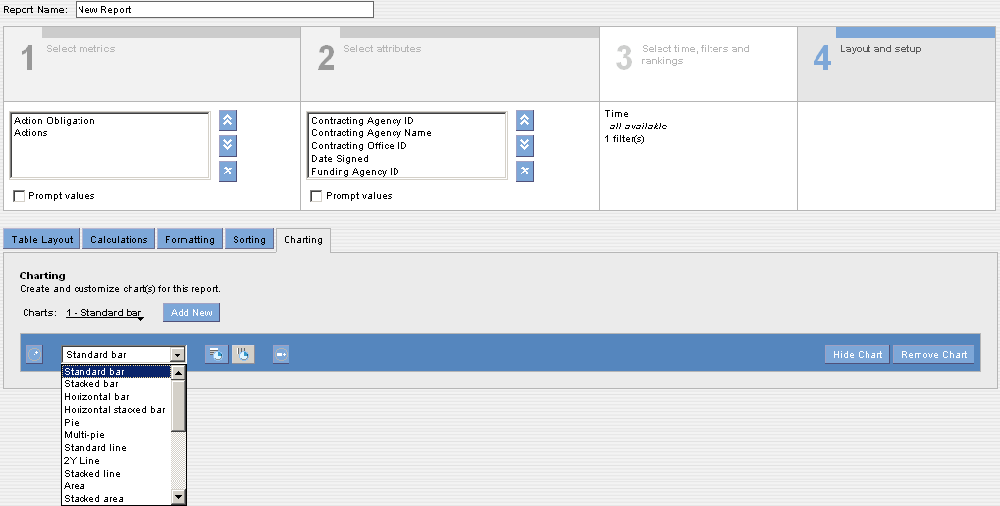 Report Name: New Report
1 Select metrics
2 Select attributes
3 Select time, filters and
rankings
4 Layout and setup
Action Obligation
Actions
Prompt values
Contracting Agency ID
Contracting Agency Name
Contracting Office ID
Date Signed
Funding Agency ID
Prompt values
Time
all available
1 filter(s)
Table Layout Calculations Formatting Sorting Charting
Charting
Create and customize chart(s) for this report.
Charts: 1 - Standard bar Add New
Standard bar Hide Chart Remove Chart
Standard bar
Stacked bar
Horizontal bar
Horizontal stacked bar
Pie
Multi-pie
Standard line
2Y Line
Stacked line
Area
Stacked area